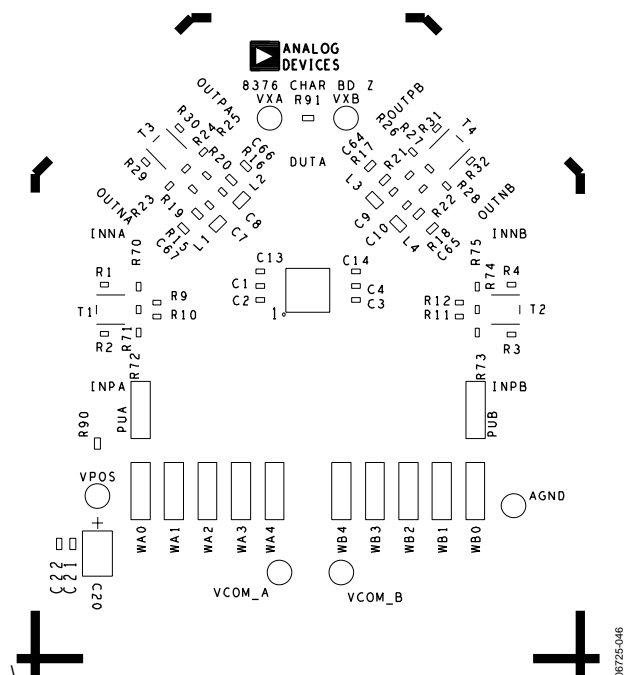 ANALOG
DEVICES
8376 CHAR BD Z
VXA R91 VXB
OUTPA
OUTPB
R30
R24
R25
T3
R29
R20
R16
C66
L2
DUTA
C64
R17
R26
R27
R31
T4
R21
R32
L3
R28
R22
OUTNA
R23
R19
R15
C67
L1
C7
C8
C9
C10
L4
R18
C65
OUTNB
INNA
R70
INNB
R75
R74
R1
C13
C14
R4
C1
C4
C2
C3
T1
R9
R10
R12
R11
T2
1
R2
R71
R72
R3
R73
INPA
PUA
INPB
PUB
R90
VPOS
AGND
+
WA0 WA1 WA2 WA3 WA4 WB4 WB3 WB2 WB1 WB0
C22
C21
C20
VCOM_A
VCOM_B
06725-046